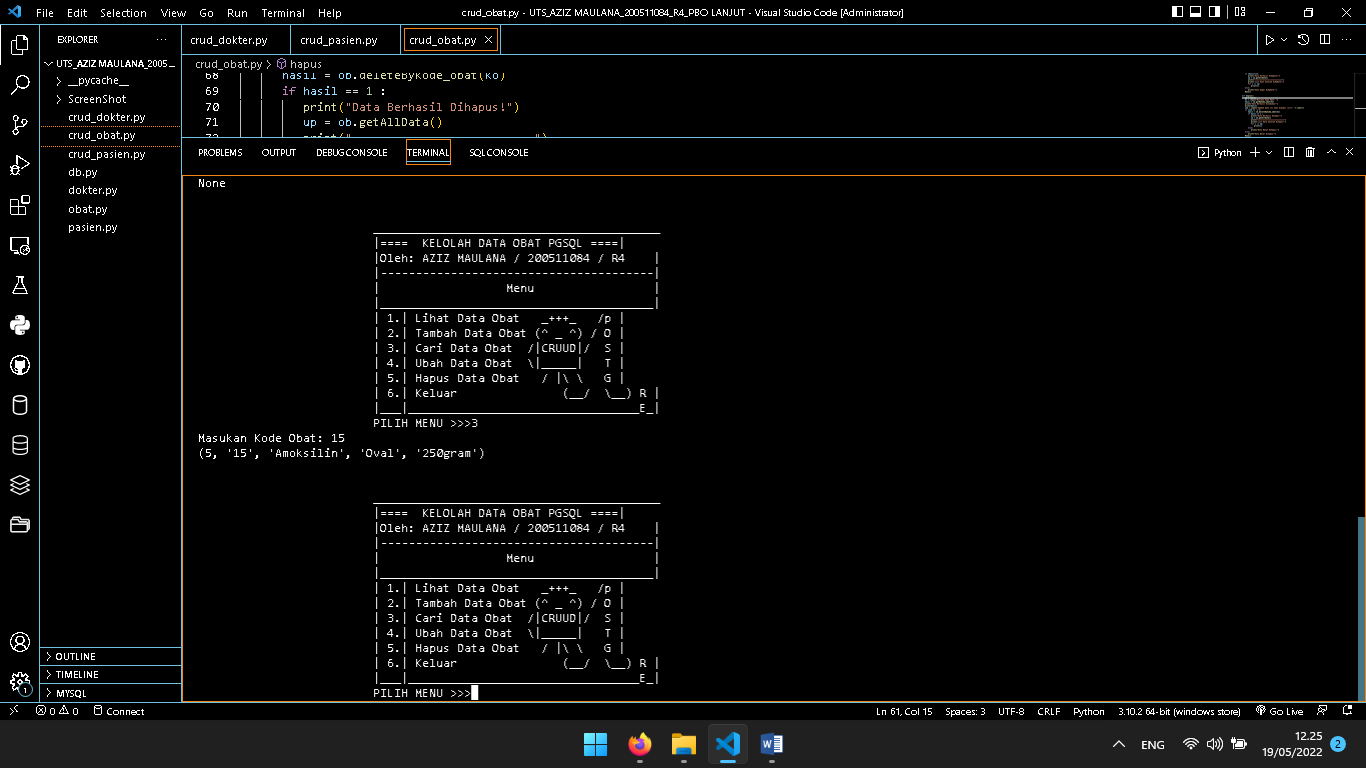 File Edit Selection View Go Run Terminal Help
crud_obat.py - UTS_AZIZ MAULANA_200511084_R4_PBO LANJUT - Visual Studio Code [Administrator]
EXPLORER ...
UTS_AZIZ MAULANA_2005...
__pycache__
ScreenShot
crud_dokter.py
crud_obat.py
crud_pasien.py
db.py
dokter.py
obat.py
pasien.py
OUTLINE
TIMELINE
MYSQL
crud_dokter.py crud_pasien.py crud_obat.py
crud_obat.py > hapus
68 hasil = ob.deleteByKode_obat(Ko)
69 if hasil == 1 :
70 print("Data Berhasil Dihapus!")
71 up = ob.getAllData()
PROBLEMS OUTPUT DEBUG CONSOLE TERMINAL SQL CONSOLE
Python
None
_________________________________________
|==== KELOLAH DATA OBAT PGSQL ====|
|Oleh: AZIZ MAULANA / 200511084 / R4 |
|---------------------------------------|
| Menu |
|_______________________________________|
| 1.| Lihat Data Obat _+++_ /p |
| 2.| Tambah Data Obat (^ _ ^) / O |
| 3.| Cari Data Obat /|CRUUD|/ S |
| 4.| Ubah Data Obat \|_____| T |
| 5.| Hapus Data Obat / |\ \ G |
| 6.| Keluar (__/ \__) R |
|___|_________________________________E_|
PILIH MENU >>>3
Masukan Kode Obat: 15
(5, '15', 'Amoksilin', 'Oval', '250gram')
_________________________________________
|==== KELOLAH DATA OBAT PGSQL ====|
|Oleh: AZIZ MAULANA / 200511084 / R4 |
|---------------------------------------|
| Menu |
|_______________________________________|
| 1.| Lihat Data Obat _+++_ /p |
| 2.| Tambah Data Obat (^ _ ^) / O |
| 3.| Cari Data Obat /|CRUUD|/ S |
| 4.| Ubah Data Obat \|_____| T |
| 5.| Hapus Data Obat / |\ \ G |
| 6.| Keluar (__/ \__) R |
|___|_________________________________E_|
PILIH MENU >>>
1
0 0 Connect
Ln 61, Col 15 Spaces: 3 UTF-8 CRLF Python 3.10.2 64-bit (windows store) Go Live
ENG
12.25
19/05/2022 2